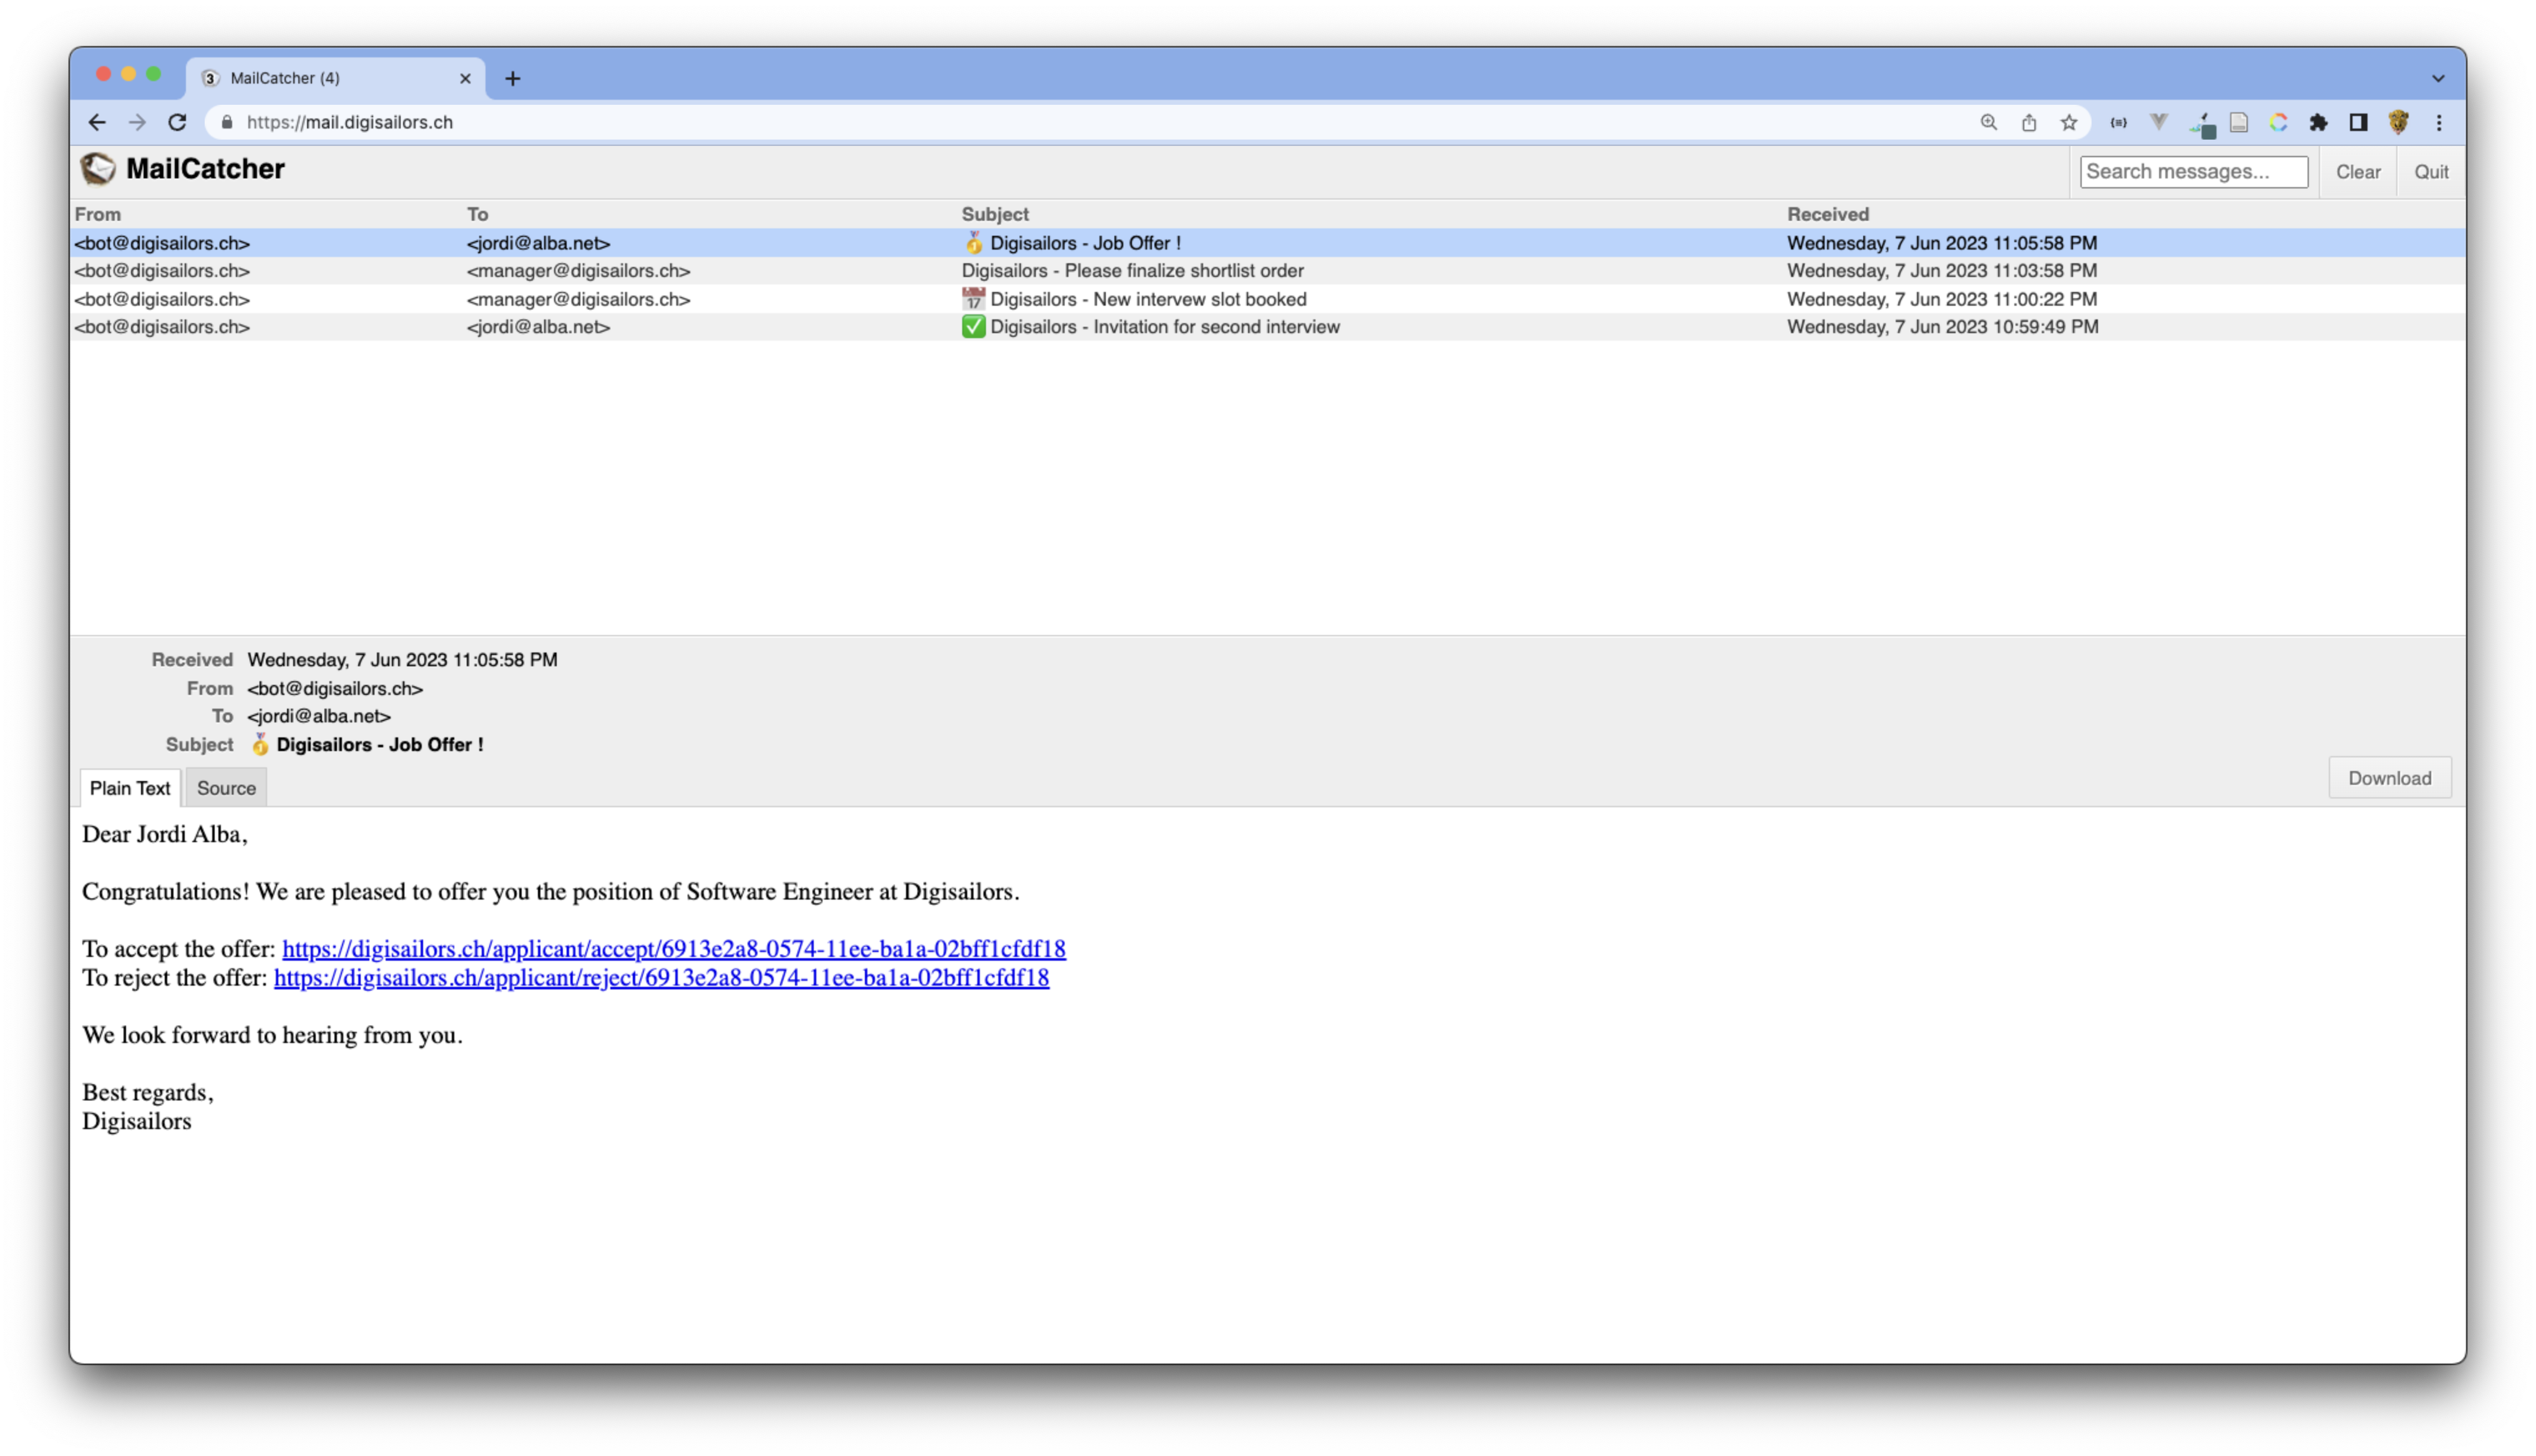 MailCatcher (4)
https://mail.digisailors.ch
MailCatcher
Search messages...
Clear
Quit
From To Subject Received
<bot@digisailors.ch> <jordi@alba.net> 🥇 Digisailors - Job Offer ! Wednesday, 7 Jun 2023 11:05:58 PM
<bot@digisailors.ch> <manager@digisailors.ch> Digisailors - Please finalize shortlist order Wednesday, 7 Jun 2023 11:03:58 PM
<bot@digisailors.ch> <manager@digisailors.ch> 📅 Digisailors - New intervew slot booked Wednesday, 7 Jun 2023 11:00:22 PM
<bot@digisailors.ch> <jordi@alba.net> ✅ Digisailors - Invitation for second interview Wednesday, 7 Jun 2023 10:59:49 PM
Received Wednesday, 7 Jun 2023 11:05:58 PM
From <bot@digisailors.ch>
To <jordi@alba.net>
Subject 🥇 Digisailors - Job Offer !
Plain Text
Source
Download
Dear Jordi Alba,
Congratulations! We are pleased to offer you the position of Software Engineer at Digisailors.
To accept the offer: https://digisailors.ch/applicant/accept/6913e2a8-0574-11ee-ba1a-02bff1cfdf18
To reject the offer: https://digisailors.ch/applicant/reject/6913e2a8-0574-11ee-ba1a-02bff1cfdf18
We look forward to hearing from you.
Best regards,
Digisailors